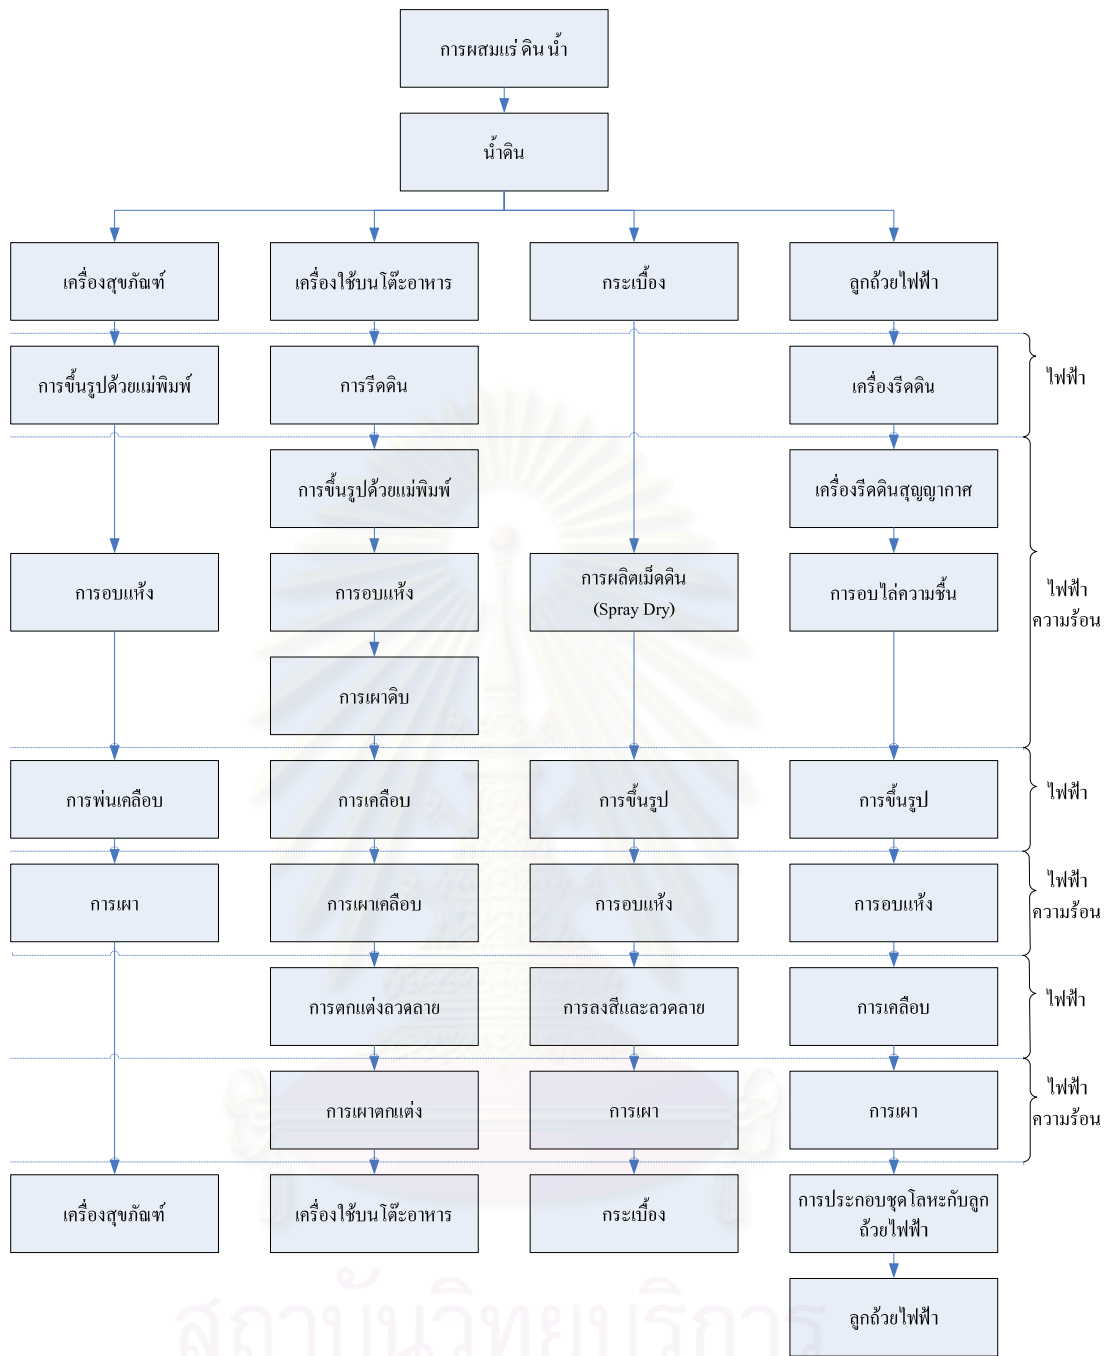 การผสมแร่ ดิน น้ำ
น้ำดิน
เครื่องสุขภัณฑ์
เครื่องใช้บนโต๊ะอาหาร
กระเบื้อง
ลูกถ้วยไฟฟ้า
การขึ้นรูปด้วยแม่พิมพ์
การรีดดิน
เครื่องรีดดิน
ไฟฟ้า
การขึ้นรูปด้วยแม่พิมพ์
เครื่องรีดดินสุญญากาศ
การอบแห้ง
การอบแห้ง
การผลิตเม็ดดิน
(Spray Dry)
การอบไล่ความชื้น
ไฟฟ้า
ความร้อน
การเผาดิบ
การพ่นเคลือบ
การเคลือบ
การขึ้นรูป
การขึ้นรูป
ไฟฟ้า
การเผา
การเผาเคลือบ
การอบแห้ง
การอบแห้ง
ไฟฟ้า
ความร้อน
การตกแต่งลวดลาย
การลงสีและลวดลาย
การเคลือบ
ไฟฟ้า
การเผาตกแต่ง
การเผา
การเผา
ไฟฟ้า
ความร้อน
เครื่องสุขภัณฑ์
เครื่องใช้บนโต๊ะอาหาร
กระเบื้อง
การประกอบชุดโลหะกับลูก
ถ้วยไฟฟ้า
ลูกถ้วยไฟฟ้า
สถาบันวิทยบริการ